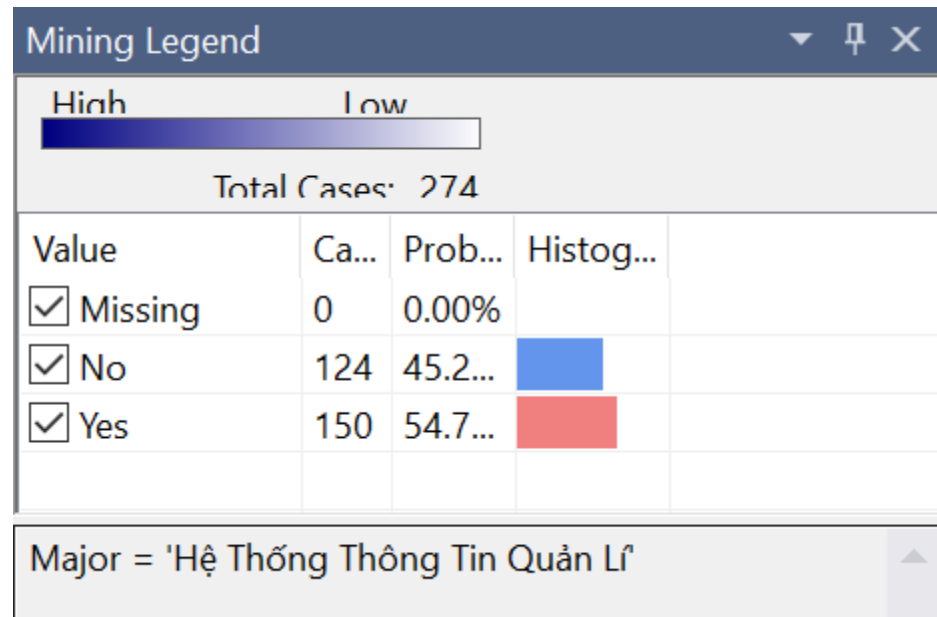 Mining Legend
High Low
Total Cases: 274
Value Ca... Prob... Histog...
Missing 0 0.00%
No 124 45.2...
Yes 150 54.7...
Major = 'Hệ Thống Thông Tin Quản Lí'